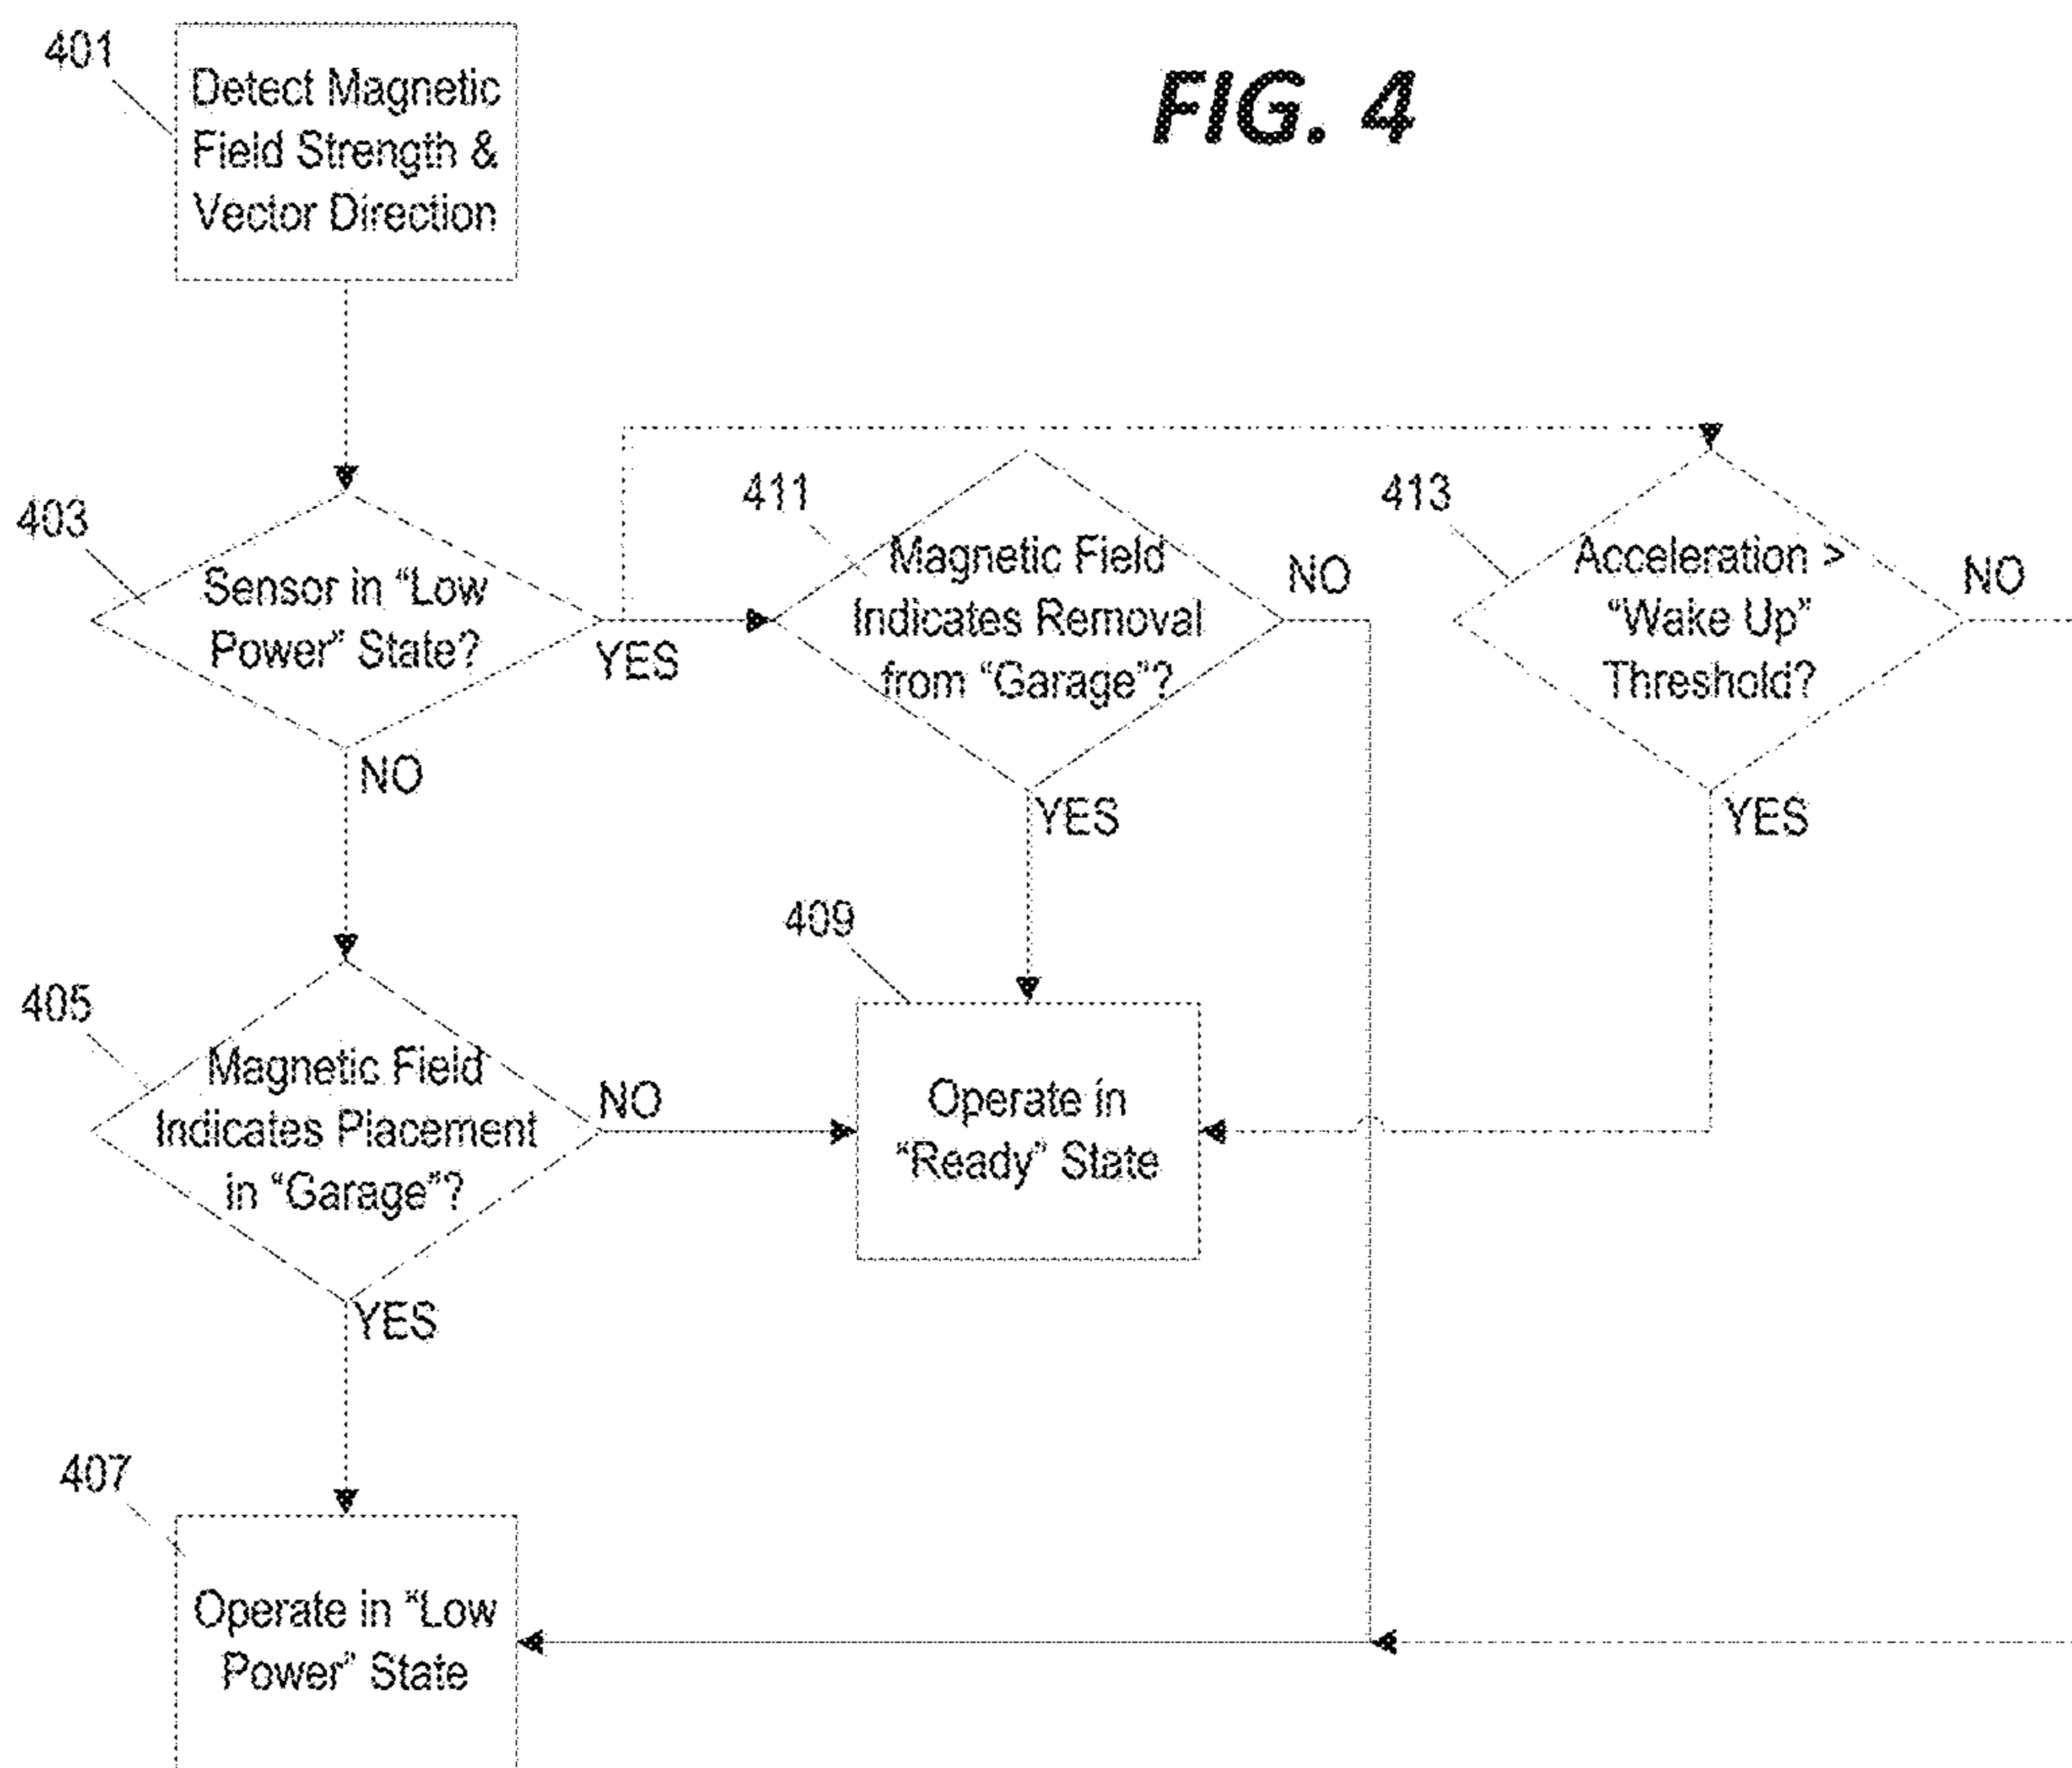 FIG. 4
401
Detect Magnetic
Field Strength &
Vector Direction
403
Sensor in “Low
Power” State?
YES
NO
411
Magnetic Field
Indicates Removal
from “Garage”?
NO
YES
413
Acceleration >
“Wake Up”
Threshold?
NO
YES
405
Magnetic Field
Indicates Placement
in “Garage”?
NO
YES
409
Operate in
“Ready” State
407
Operate in “Low
Power” State